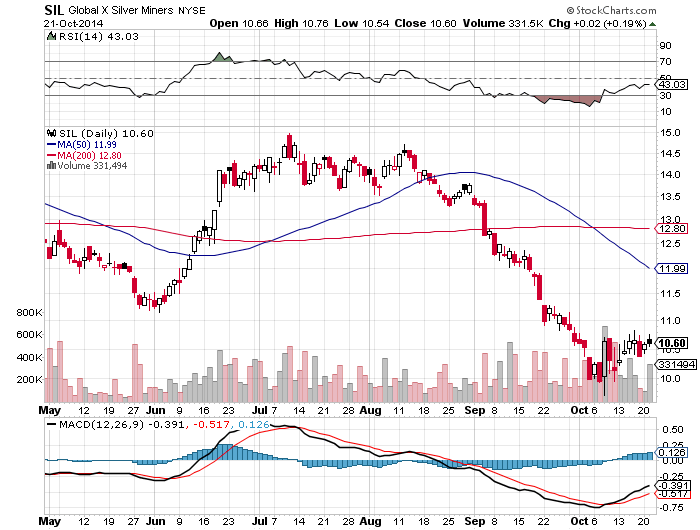 SIL Global X Silver Miners NYSE
© StockCharts.com
21-Oct-2014 Open 10.66 High 10.76 Low 10.54 Close 10.60 Volume 331.5K Chg +0.02 (+0.19%)
RSI(14) 43.03
90
70
50
43.03
30
10
SIL (Daily) 10.60
MA(50) 11.99
MA(200) 12.80
Volume 331,494
15.0
14.5
14.0
13.5
13.0
12.80
12.5
11.99
11.5
11.0
10.60
10.5
331494
10.0
800K
600K
400K
200K
May 12 19 27 Jun 9 16 23 Jul 7 14 21 28 Aug 11 18 25 Sep 8 15 22 Oct 6 13 20
MACD(12,26,9) -0.391, -0.517, 0.126
0.50
0.25
0.126
0.00
-0.25
-0.391
-0.517
-0.75
May 12 19 27 Jun 9 16 23 Jul 7 14 21 28 Aug 11 18 25 Sep 8 15 22 Oct 6 13 20